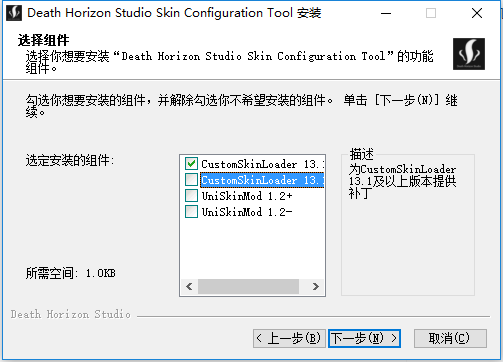 Death Horizon Studio Skin Configuration Tool 安装
选择组件
选择你想要安装“Death Horizon Studio Skin Configuration Tool”的功能
组件。
勾选你想要安装的组件，并解除勾选你不希望安装的组件。 单击 [下一步(N)] 继
续。
选定安装的组件:
CustomSkinLoader 13.
CustomSkinLoader 13.1
UniSkinMod 1.2+
UniSkinMod 1.2-
描述
为CustomSkinLoader
13.1及以上版本提供
补丁
所需空间: 1.0KB
Death Horizon Studio
< 上一步(B)
下一步(N) >
取消(C)